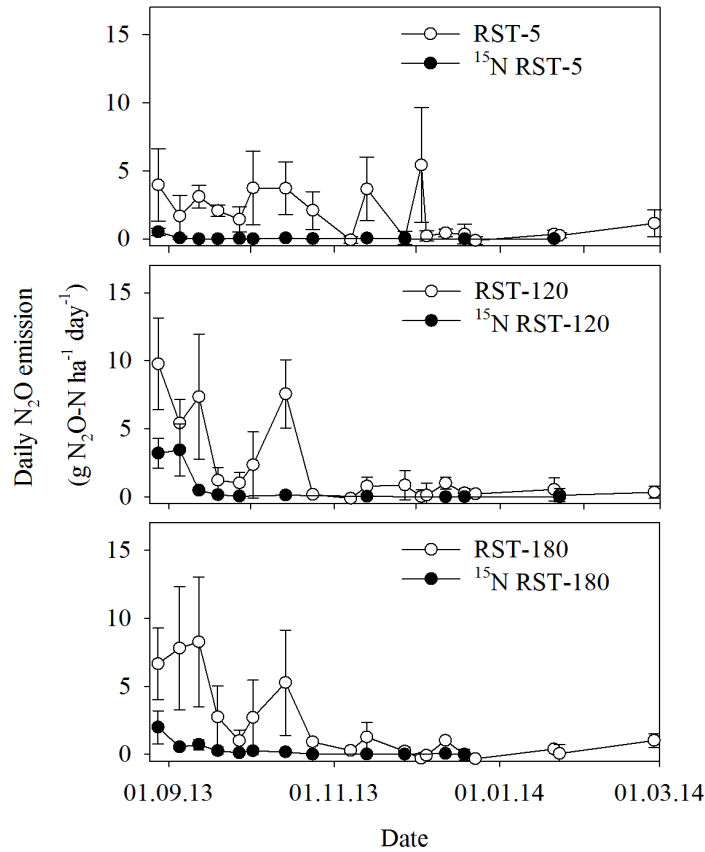 15
10
5
0
RST-5
¹⁵N RST-5
15
10
5
0
RST-120
¹⁵N RST-120
15
10
5
0
RST-180
¹⁵N RST-180
Daily N₂O emission
(g N₂O-N ha⁻¹ day⁻¹)
01.09.13 01.11.13 01.01.14 01.03.14
Date